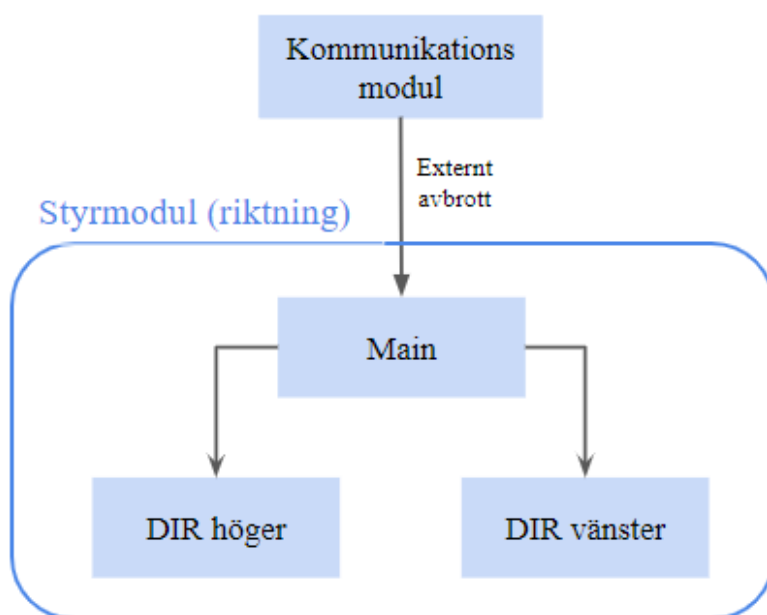 Kommunikations
modul
Externt
avbrott
Styrmodul (riktning)
Main
DIR höger
DIR vänster